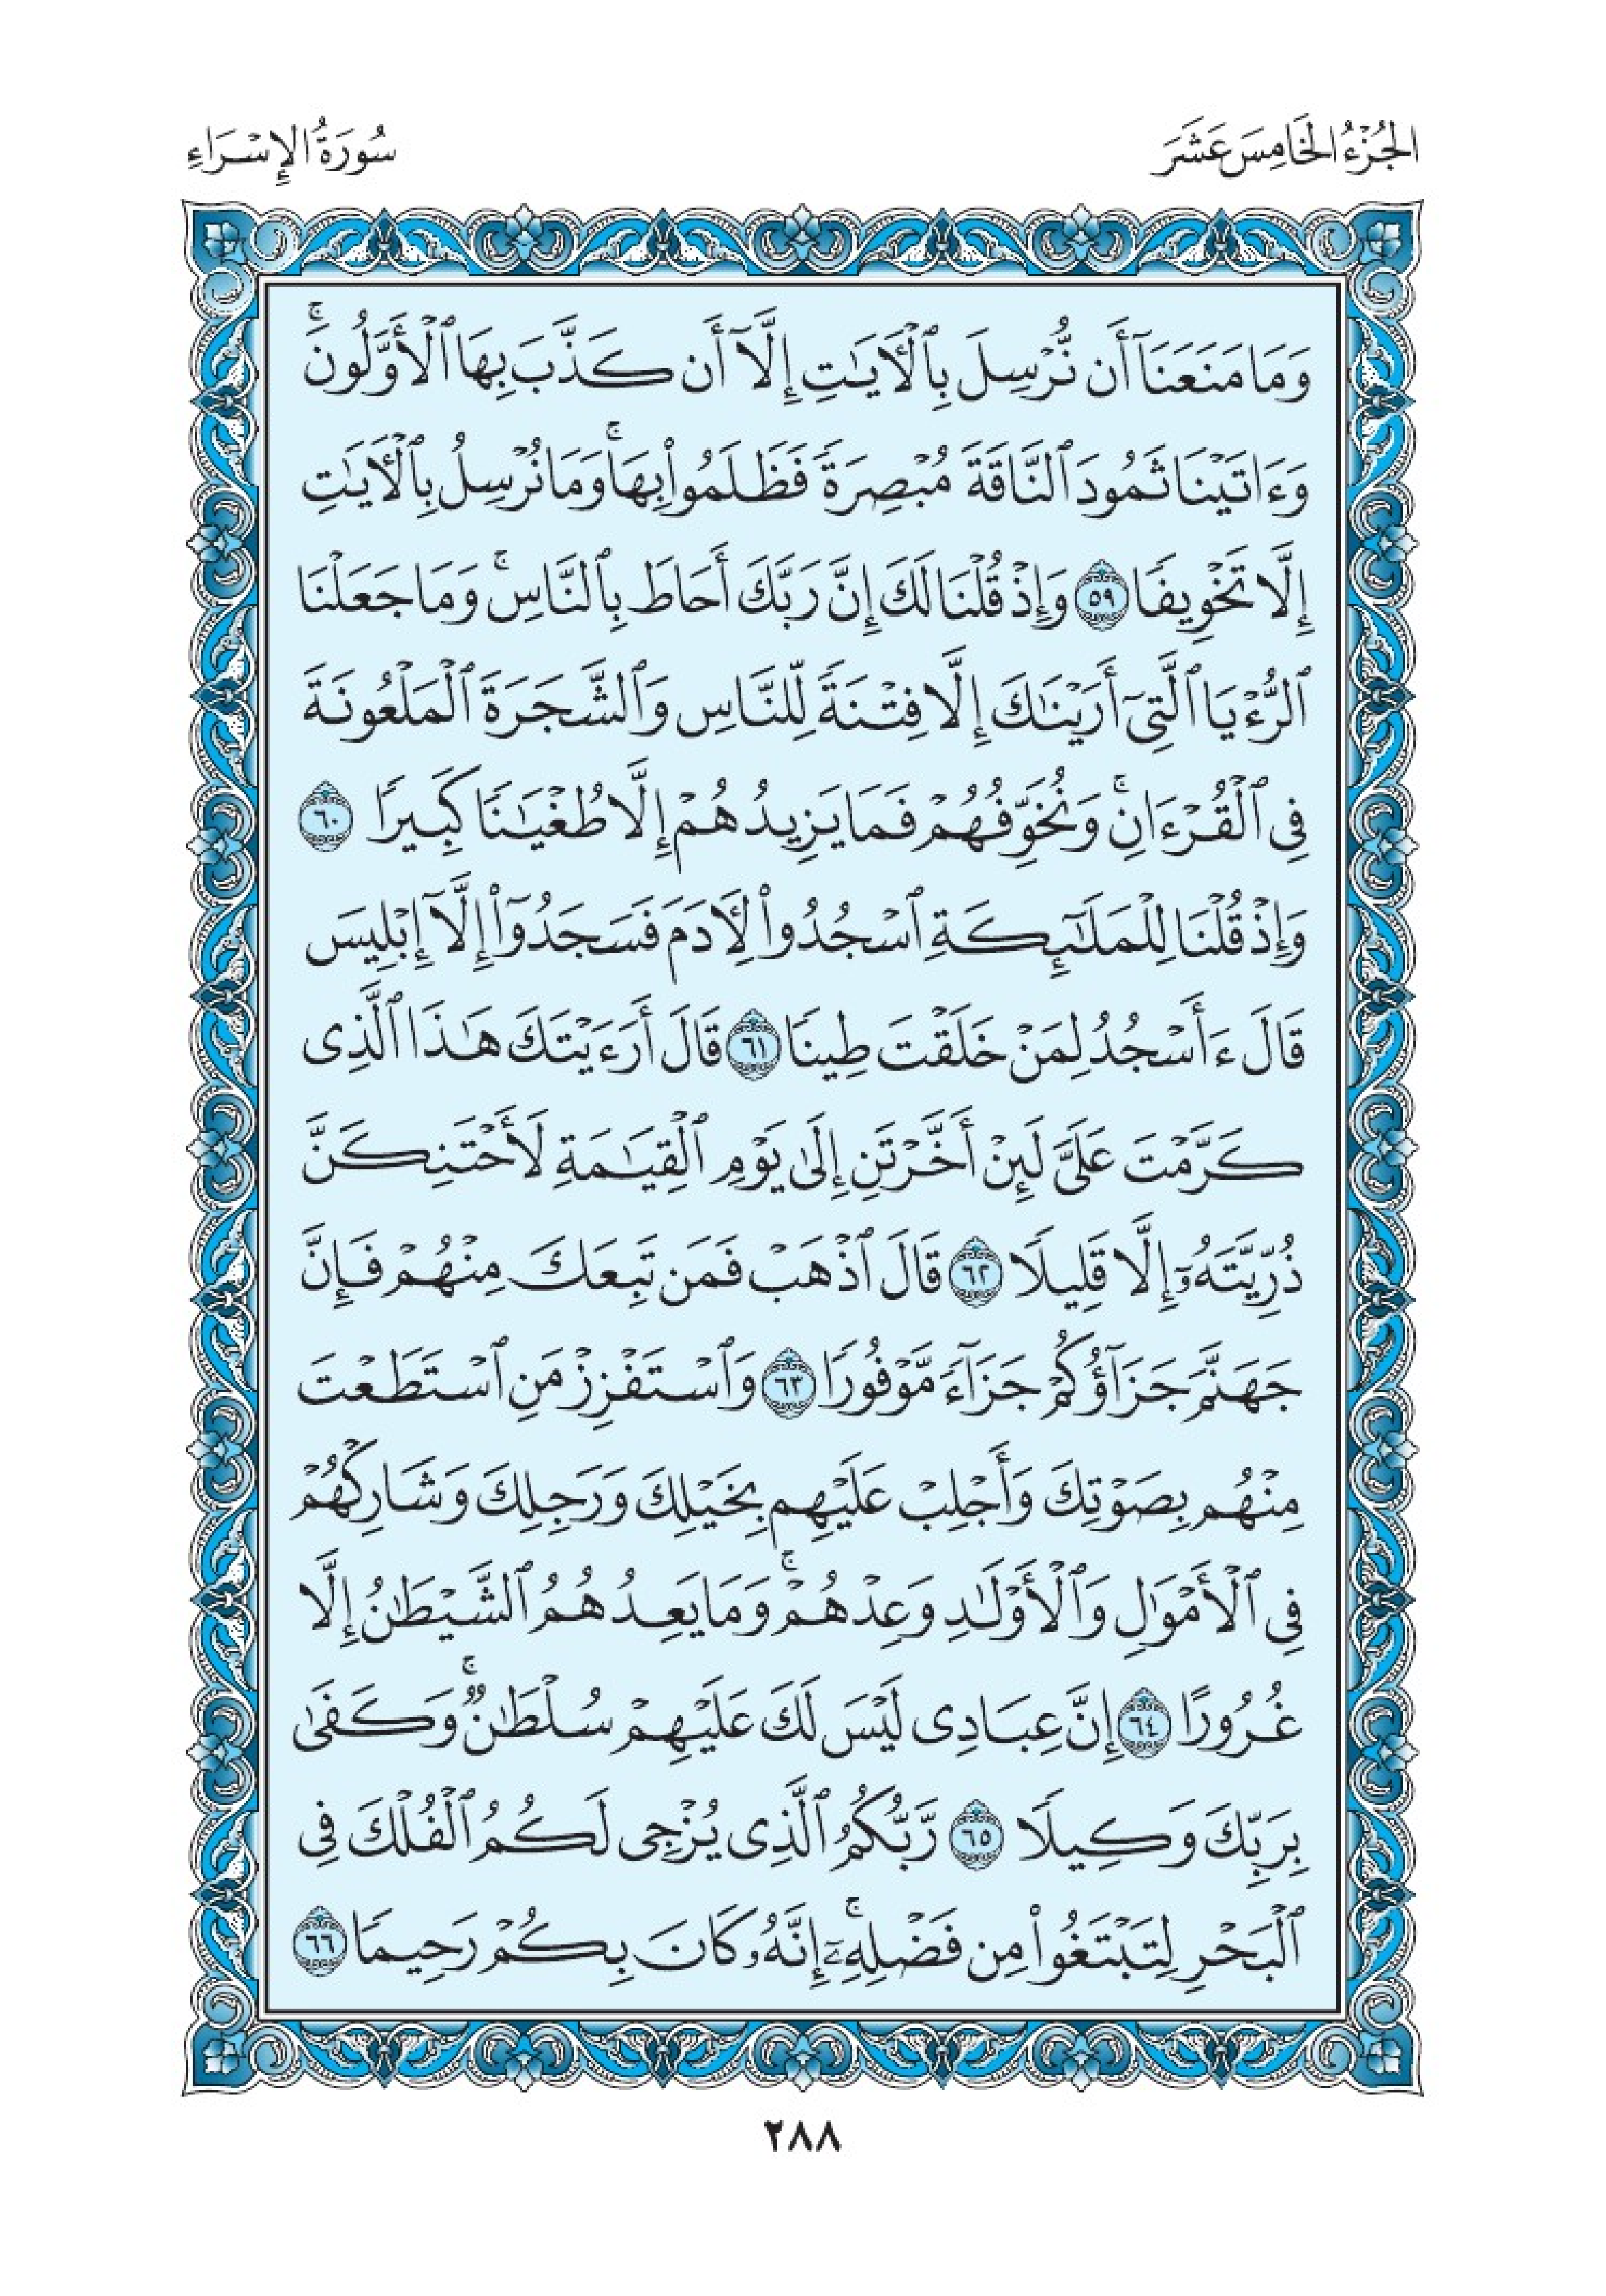 الجُزْءُ الخَامِسَ عَشَرَ
سُورَةُ الإِسْرَاءِ
وَمَا مَنَعَنَآ أَن نُّرْسِلَ بِٱلْأٓيَٰتِ إِلَّآ أَن كَذَّبَ بِهَا ٱلْأَوَّلُونَۚ
وَءَاتَيْنَا ثَمُودَ ٱلنَّاقَةَ مُبْصِرَةً فَظَلَمُوا۟ بِهَاۚ وَمَا نُرْسِلُ بِٱلْأٓيَٰتِ
إِلَّا تَخْوِيفًا ٥٩ وَإِذْ قُلْنَا لَكَ إِنَّ رَبَّكَ أَحَاطَ بِٱلنَّاسِۚ وَمَا جَعَلْنَا
ٱلرُّءْيَا ٱلَّتِىٓ أَرَيْنَٰكَ إِلَّا فِتْنَةً لِّلنَّاسِ وَٱلشَّجَرَةَ ٱلْمَلْعُونَةَ
فِى ٱلْقُرْءَانِۚ وَنُخَوِّفُهُمْ فَمَا يَزِيدُهُمْ إِلَّا طُغْيَٰنًا كَبِيرًا ٦٠
وَإِذْ قُلْنَا لِلْمَلَٰٓئِكَةِ ٱسْجُدُوا۟ لِأٓدَمَ فَسَجَدُوٓا۟ إِلَّآ إِبْلِيسَ
قَالَ ءَأَسْجُدُ لِمَنْ خَلَقْتَ طِينًا ٦١ قَالَ أَرَءَيْتَكَ هَٰذَا ٱلَّذِى
كَرَّمْتَ عَلَىَّ لَئِنْ أَخَّرْتَنِ إِلَىٰ يَوْمِ ٱلْقِيَٰمَةِ لَأَحْتَنِكَنَّ
ذُرِّيَّتَهُۥٓ إِلَّا قَلِيلًا ٦٢ قَالَ ٱذْهَبْ فَمَن تَبِعَكَ مِنْهُمْ فَإِنَّ
جَهَنَّمَ جَزَآؤُكُمْ جَزَآءً مَّوْفُورًا ٦٣ وَٱسْتَفْزِزْ مَنِ ٱسْتَطَعْتَ
مِنْهُم بِصَوْتِكَ وَأَجْلِبْ عَلَيْهِم بِخَيْلِكَ وَرَجِلِكَ وَشَارِكْهُمْ
فِى ٱلْأَمْوَٰلِ وَٱلْأَوْلَٰدِ وَعِدْهُمْۚ وَمَا يَعِدُهُمُ ٱلشَّيْطَٰنُ إِلَّا
غُرُورًا ٦٤ إِنَّ عِبَادِى لَيْسَ لَكَ عَلَيْهِمْ سُلْطَٰنٌۚ وَكَفَىٰ
بِرَبِّكَ وَكِيلًا ٦٥ رَّبُّكُمُ ٱلَّذِى يُزْجِى لَكُمُ ٱلْفُلْكَ فِى
ٱلْبَحْرِ لِتَبْتَغُوا۟ مِن فَضْلِهِۦٓۚ إِنَّهُۥ كَانَ بِكُمْ رَحِيمًا ٦٦
٢٨٨